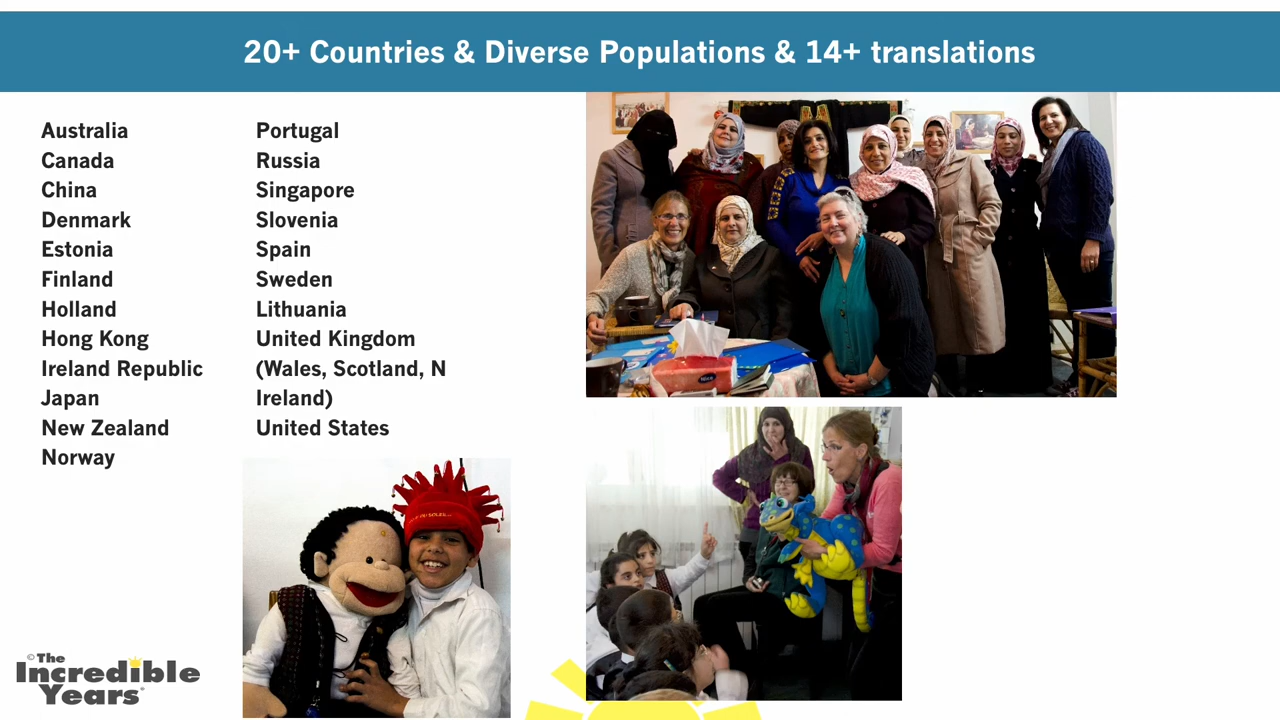 20+ Countries & Diverse Populations & 14+ translations
Australia
Canada
China
Denmark
Estonia
Finland
Holland
Hong Kong
Ireland Republic
Japan
New Zealand
Norway
Portugal
Russia
Singapore
Slovenia
Spain
Sweden
Lithuania
United Kingdom
(Wales, Scotland, N
Ireland)
United States
© The
Incredible
Years®